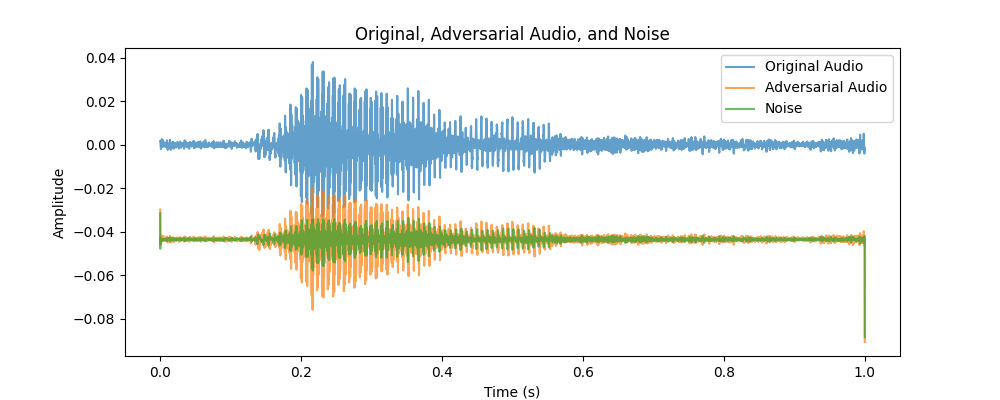 Original, Adversarial Audio, and Noise
Original Audio
Adversarial Audio
Noise
0.04
0.02
0.00
−0.02
−0.04
−0.06
−0.08
Amplitude
0.0 0.2 0.4 0.6 0.8 1.0
Time (s)